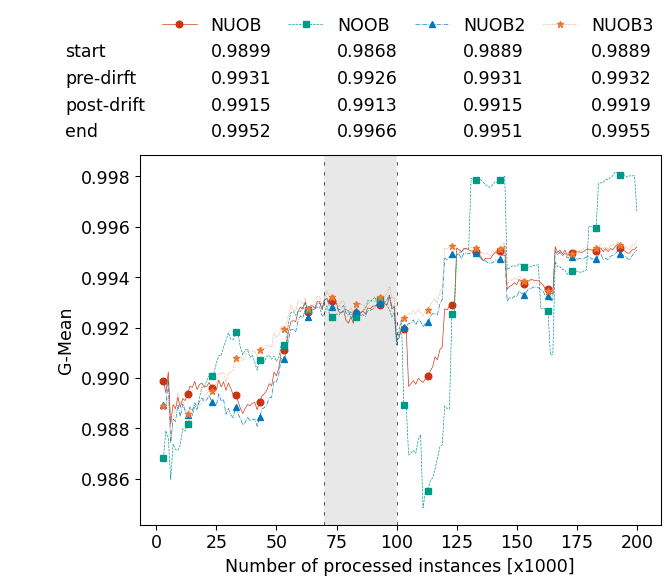 NUOB NOOB NUOB2 NUOB3
start 0.9899 0.9868 0.9889 0.9889
pre-dirft 0.9931 0.9926 0.9931 0.9932
post-drift 0.9915 0.9913 0.9915 0.9919
end 0.9952 0.9966 0.9951 0.9955
0.998
0.996
0.994
0.992
0.990
0.988
0.986
G-Mean
0 25 50 75 100 125 150 175 200
Number of processed instances [x1000]